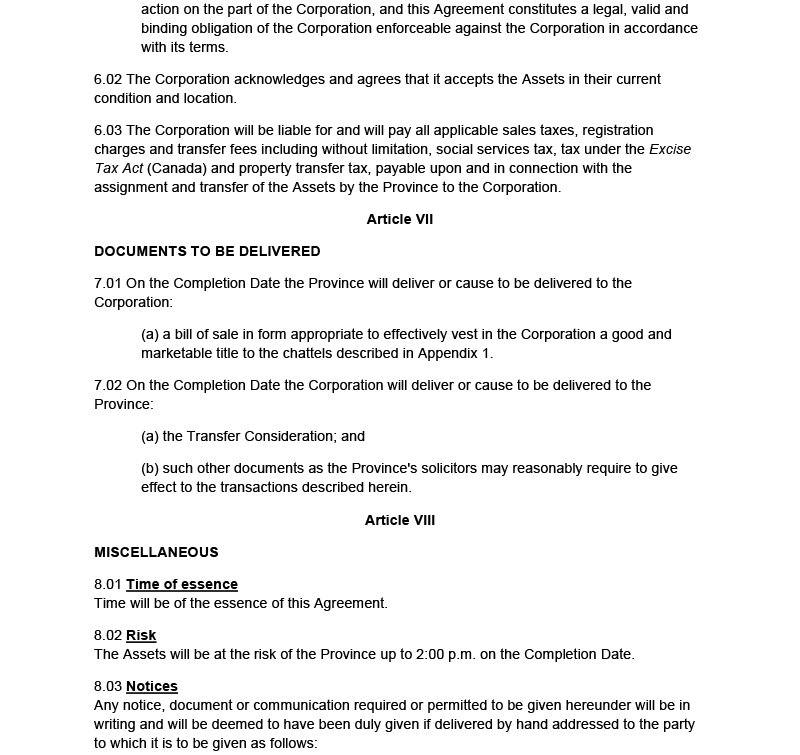 action on the part of the Corporation, and this Agreement constitutes a legal, valid and
binding obligation of the Corporation enforceable against the Corporation in accordance
with its terms.
6.02 The Corporation acknowledges and agrees that it accepts the Assets in their current
condition and location.
6.03 The Corporation will be liable for and will pay all applicable sales taxes, registration
charges and transfer fees including without limitation, social services tax, tax under the Excise
Tax Act (Canada) and property transfer tax, payable upon and in connection with the
assignment and transfer of the Assets by the Province to the Corporation.
Article VII
DOCUMENTS TO BE DELIVERED
7.01 On the Completion Date the Province will deliver or cause to be delivered to the
Corporation:
(a) a bill of sale in form appropriate to effectively vest in the Corporation a good and
marketable title to the chattels described in Appendix 1.
7.02 On the Completion Date the Corporation will deliver or cause to be delivered to the
Province:
(a) the Transfer Consideration; and
(b) such other documents as the Province's solicitors may reasonably require to give
effect to the transactions described herein.
Article VIII
MISCELLANEOUS
8.01 Time of essence
Time will be of the essence of this Agreement.
8.02 Risk
The Assets will be at the risk of the Province up to 2:00 p.m. on the Completion Date.
8.03 Notices
Any notice, document or communication required or permitted to be given hereunder will be in
writing and will be deemed to have been duly given if delivered by hand addressed to the party
to which it is to be given as follows: